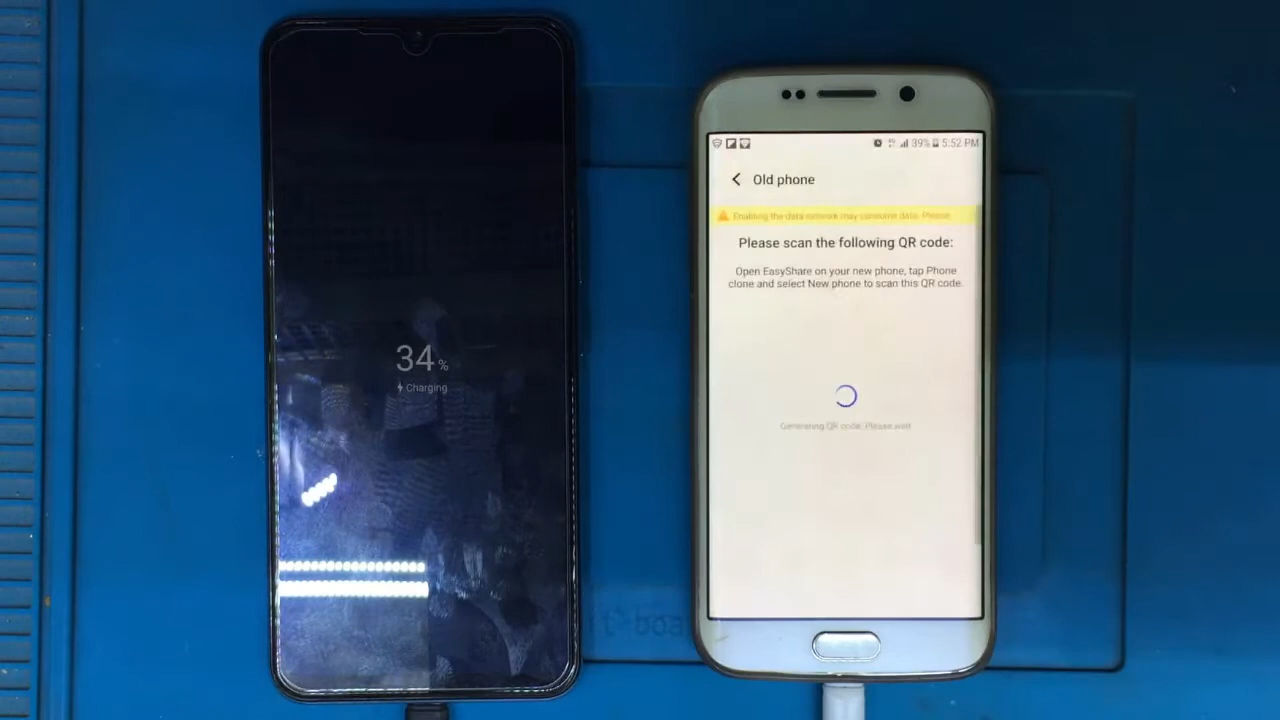 34%
Charging
39% 5:52 PM
Old phone
Enabling the data network may consume data. Please
Please scan the following QR code:
Open EasyShare on your new phone, tap Phone
clone and select New phone to scan this QR code.
Generating QR code. Please wait